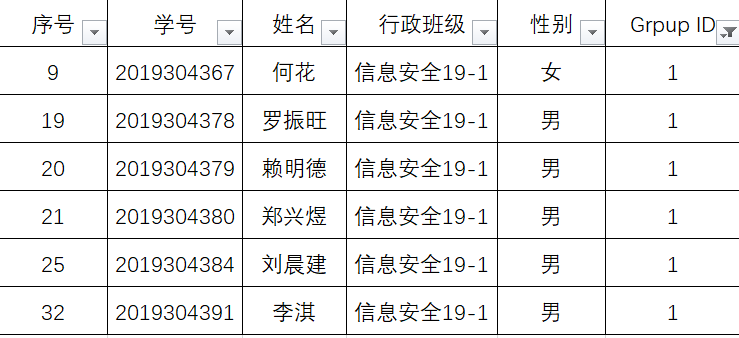 序号 学号 姓名 行政班级 性别 Grpup ID
9 2019304367 何花 信息安全19-1 女 1
19 2019304378 罗振旺 信息安全19-1 男 1
20 2019304379 赖明德 信息安全19-1 男 1
21 2019304380 郑兴煜 信息安全19-1 男 1
25 2019304384 刘晨建 信息安全19-1 男 1
32 2019304391 李淇 信息安全19-1 男 1